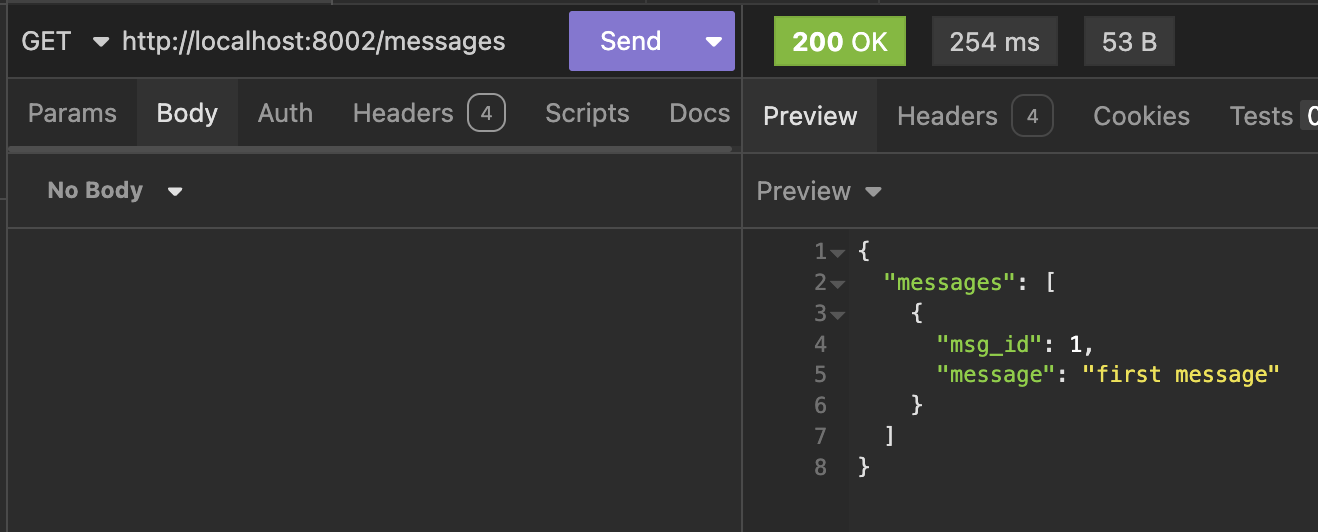 GET http://localhost:8002/messages Send 200 OK 254 ms 53 B
Params Body Auth Headers 4 Scripts Docs
Preview Headers 4 Cookies Tests 0
No Body
Preview
1 {
2 "messages": [
3 {
4 "msg_id": 1,
5 "message": "first message"
6 }
7 ]
8 }